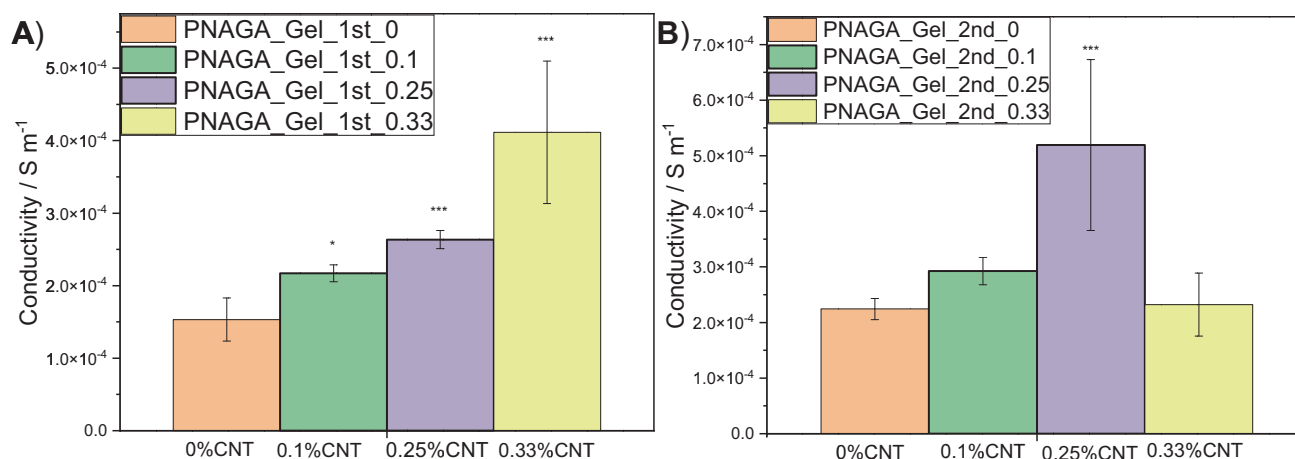 A)
PNAGA_Gel_1st_0
PNAGA_Gel_1st_0.1
PNAGA_Gel_1st_0.25
PNAGA_Gel_1st_0.33
Conductivity / S m⁻¹
5.0×10⁻⁴
4.0×10⁻⁴
3.0×10⁻⁴
2.0×10⁻⁴
1.0×10⁻⁴
0.0
*
***
***
0%CNT 0.1%CNT 0.25%CNT 0.33%CNT
B)
PNAGA_Gel_2nd_0
PNAGA_Gel_2nd_0.1
PNAGA_Gel_2nd_0.25
PNAGA_Gel_2nd_0.33
Conductivity / S m⁻¹
7.0×10⁻⁴
6.0×10⁻⁴
5.0×10⁻⁴
4.0×10⁻⁴
3.0×10⁻⁴
2.0×10⁻⁴
1.0×10⁻⁴
0.0
***
0%CNT 0.1%CNT 0.25%CNT 0.33%CNT